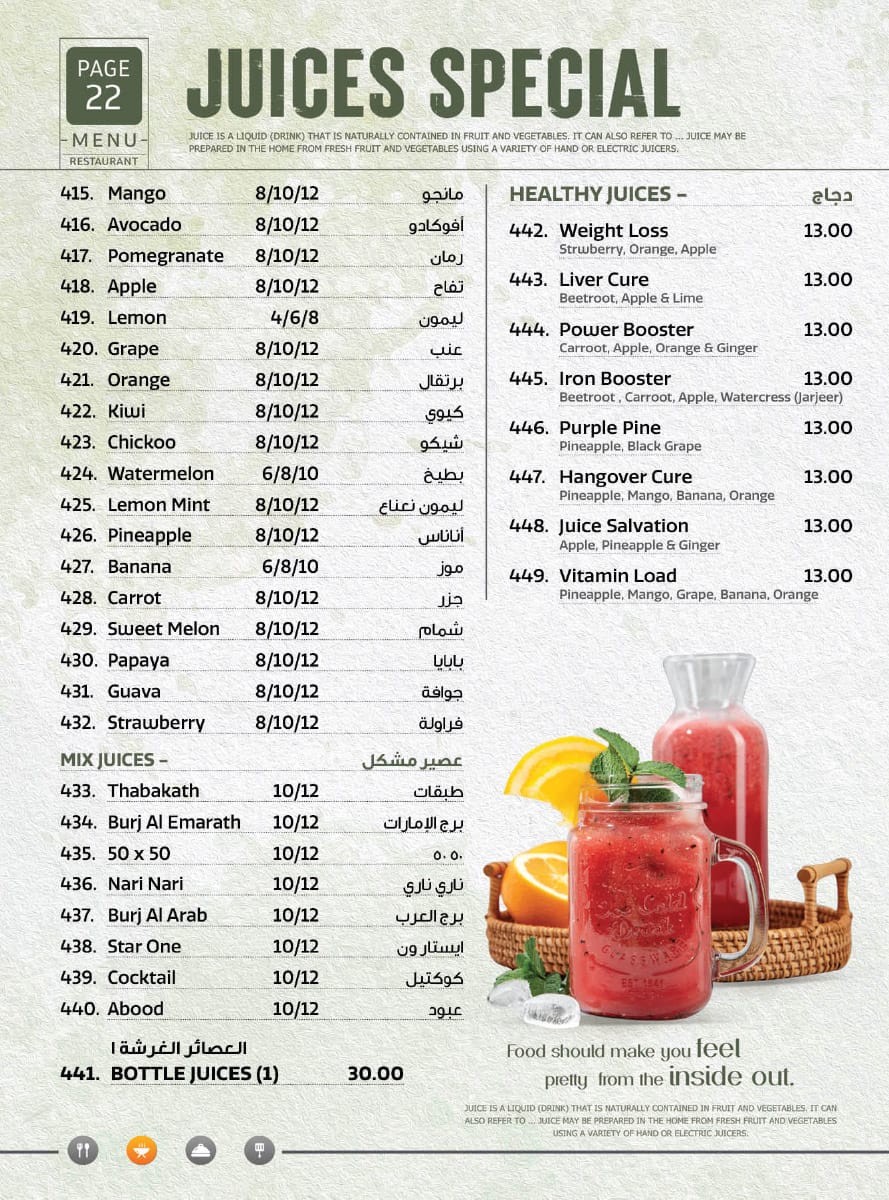 PAGE
22
MENU
RESTAURANT
JUICES SPECIAL
JUICE IS A LIQUID (DRINK) THAT IS NATURALLY CONTAINED IN FRUIT AND VEGETABLES. IT CAN ALSO REFER TO ... JUICE MAY BE
PREPARED IN THE HOME FROM FRESH FRUIT AND VEGETABLES USING A VARIETY OF HAND OR ELECTRIC JUICERS.
415. Mango 8/10/12 مانجو
416. Avocado 8/10/12 أفوكادو
417. Pomegranate 8/10/12 رمان
418. Apple 8/10/12 تفاح
419. Lemon 4/6/8 ليمون
420. Grape 8/10/12 عنب
421. Orange 8/10/12 برتقال
422. Kiwi 8/10/12 كيوي
423. Chickoo 8/10/12 شيكو
424. Watermelon 6/8/10 بطيخ
425. Lemon Mint 8/10/12 ليمون نعناع
426. Pineapple 8/10/12 أناناس
427. Banana 6/8/10 موز
428. Carrot 8/10/12 جزر
429. Sweet Melon 8/10/12 شمام
430. Papaya 8/10/12 بابايا
431. Guava 8/10/12 جوافة
432. Strawberry 8/10/12 فراولة
MIX JUICES – عصير مشكل
433. Thabakath 10/12 طبقات
434. Burj Al Emarath 10/12 برج الإمارات
435. 50 x 50 10/12 ٥٠ ٥٠
436. Nari Nari 10/12 ناري ناري
437. Burj Al Arab 10/12 برج العرب
438. Star One 10/12 ايستار ون
439. Cocktail 10/12 كوكتيل
440. Abood 10/12 عبود
العصائر الغرشة ١
441. BOTTLE JUICES (1) 30.00
HEALTHY JUICES – دجاج
442. Weight Loss 13.00
Struberry, Orange, Apple
443. Liver Cure 13.00
Beetroot, Apple & Lime
444. Power Booster 13.00
Carroot, Apple, Orange & Ginger
445. Iron Booster 13.00
Beetroot , Carroot, Apple, Watercress (Jarjeer)
446. Purple Pine 13.00
Pineapple, Black Grape
447. Hangover Cure 13.00
Pineapple, Mango, Banana, Orange
448. Juice Salvation 13.00
Apple, Pineapple & Ginger
449. Vitamin Load 13.00
Pineapple, Mango, Grape, Banana, Orange
Cold
Drink
GLASSWARE
EST 1841
Food should make you feel
pretty from the inside out.
JUICE IS A LIQUID (DRINK) THAT IS NATURALLY CONTAINED IN FRUIT AND VEGETABLES. IT CAN
ALSO REFER TO ... JUICE MAY BE PREPARED IN THE HOME FROM FRESH FRUIT AND VEGETABLES
USING A VARIETY OF HAND OR ELECTRIC JUICERS.